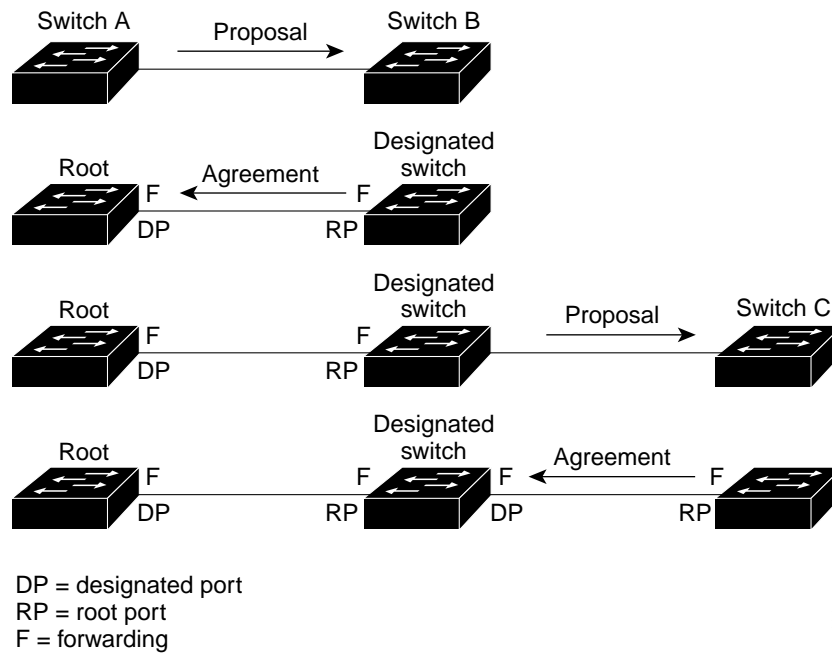 Switch A
Proposal
Switch B
Root
F
Agreement
F
Designated
switch
DP
RP
Root
F
F
Designated
switch
Proposal
Switch C
DP
RP
Root
F
F
Designated
switch
F
Agreement
F
DP
RP
DP
RP
DP = designated port
RP = root port
F = forwarding